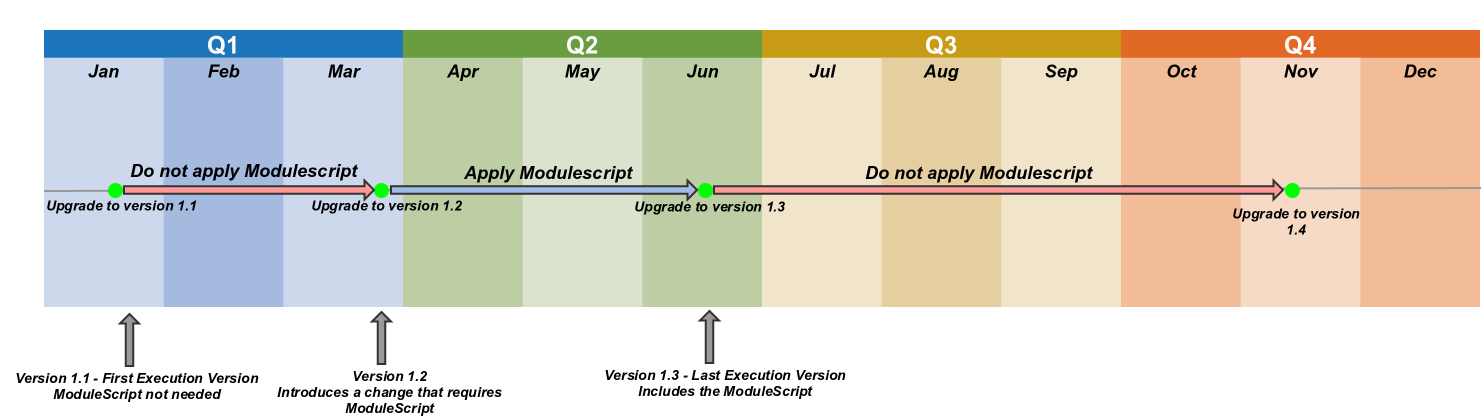 Q1
Q2
Q3
Q4
Jan
Feb
Mar
Apr
May
Jun
Jul
Aug
Sep
Oct
Nov
Dec
Do not apply Modulescript
Apply Modulescript
Do not apply Modulescript
Upgrade to version 1.1
Upgrade to version 1.2
Upgrade to version 1.3
Upgrade to version
1.4
Version 1.1 - First Execution Version
ModuleScript not needed
Version 1.2
Introduces a change that requires
ModuleScript
Version 1.3 - Last Execution Version
Includes the ModuleScript